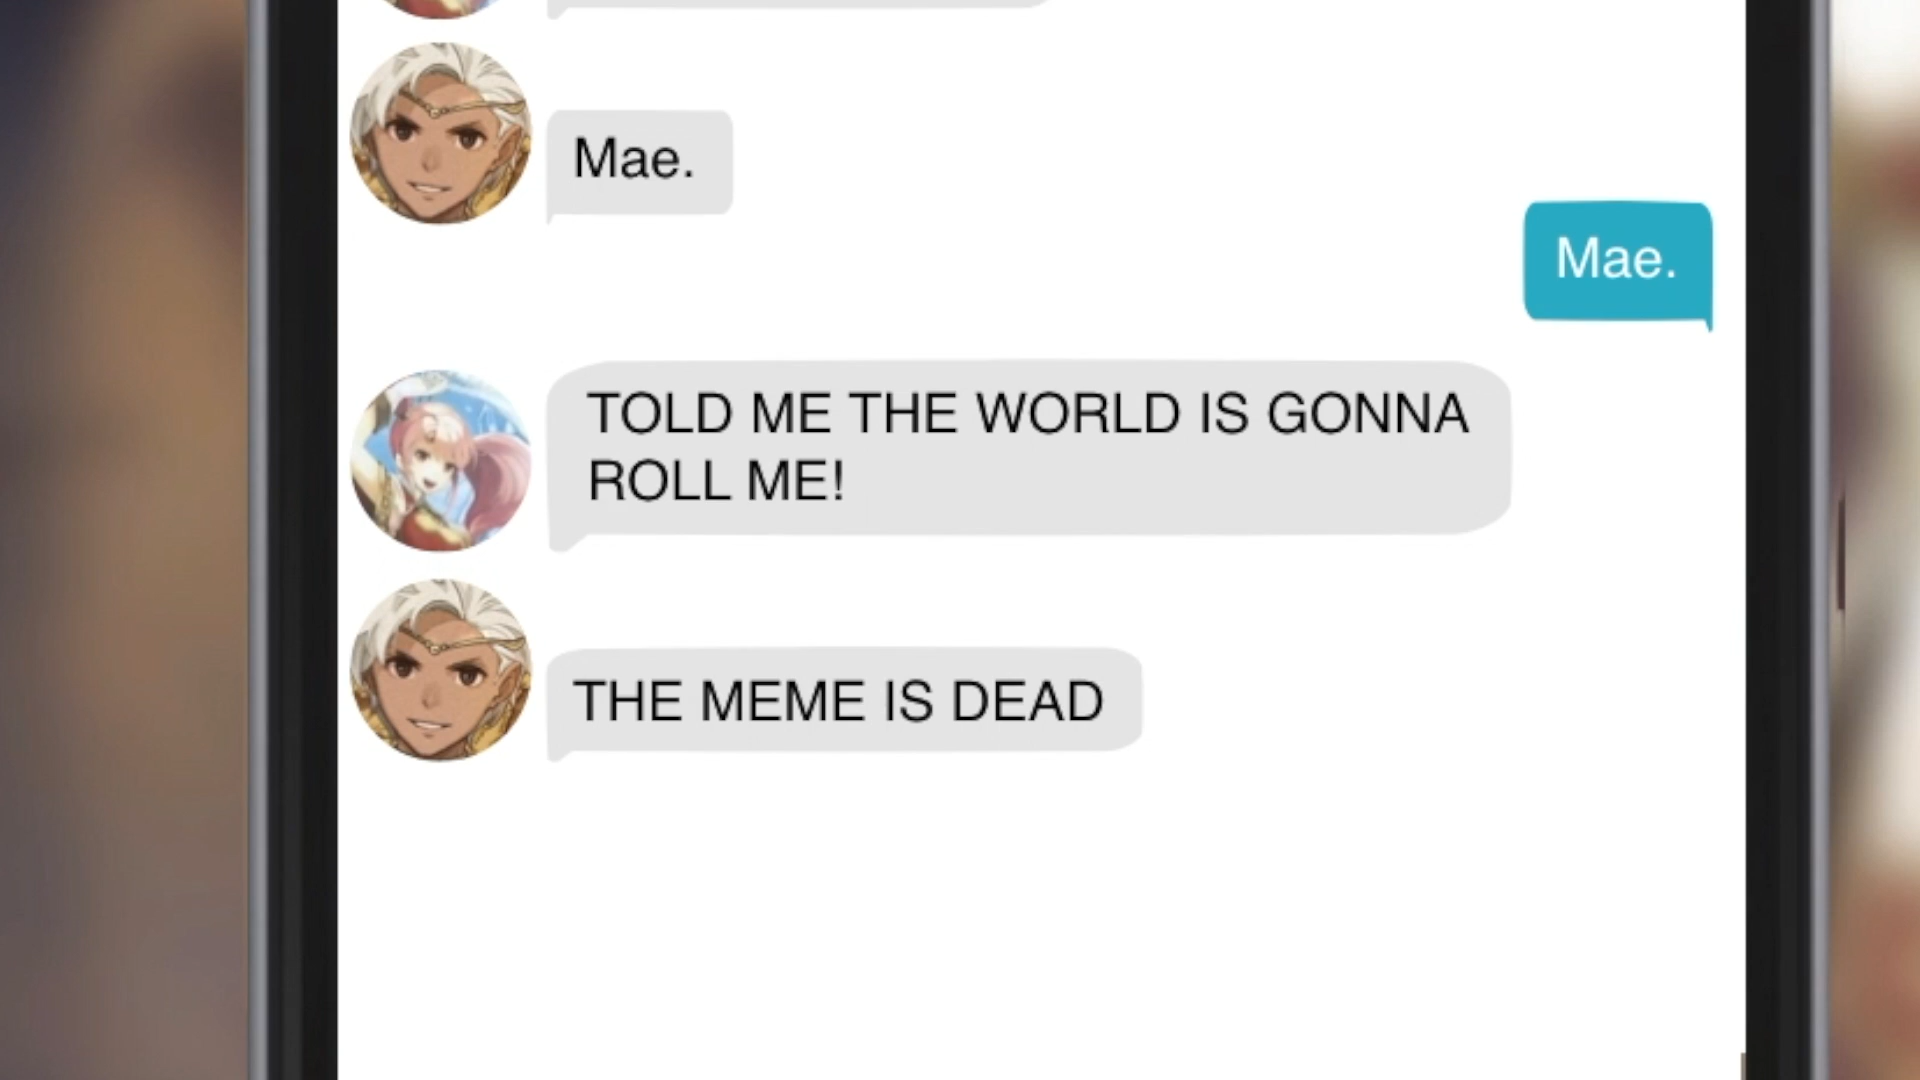 Mae.
Mae.
TOLD ME THE WORLD IS GONNA
ROLL ME!
THE MEME IS DEAD